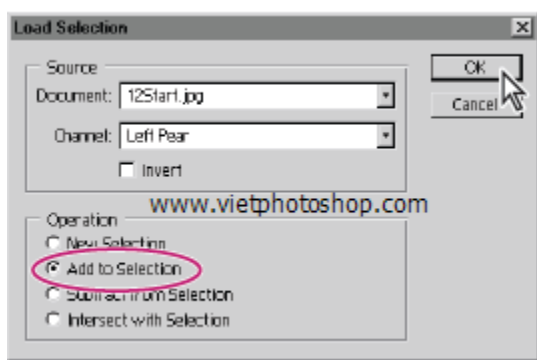 Load Selection
Source
OK
Document: 12Start.jpg
Cancel
Channel: Left Pear
Invert
www.vietphotoshop.com
Operation
New Selection
Add to Selection
Subtract from Selection
Intersect with Selection